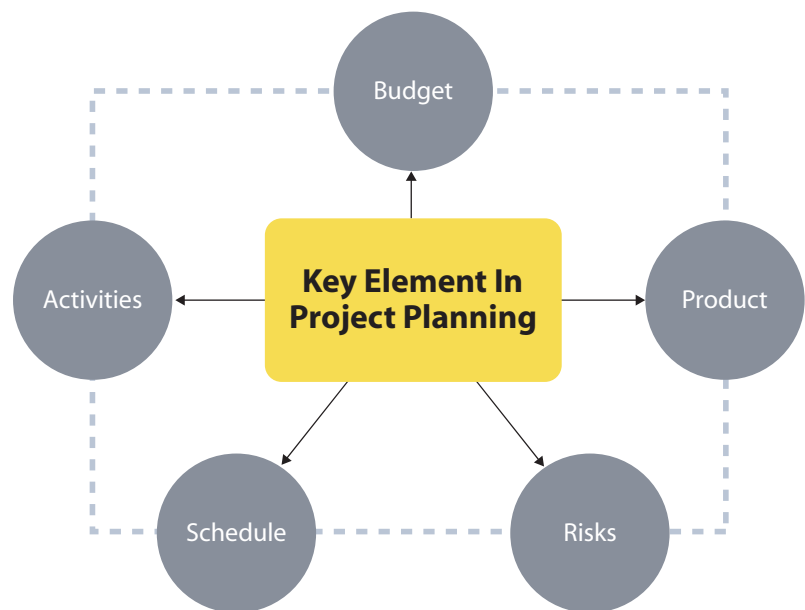 Budget
Activities
Key Element In
Project Planning
Product
Schedule
Risks